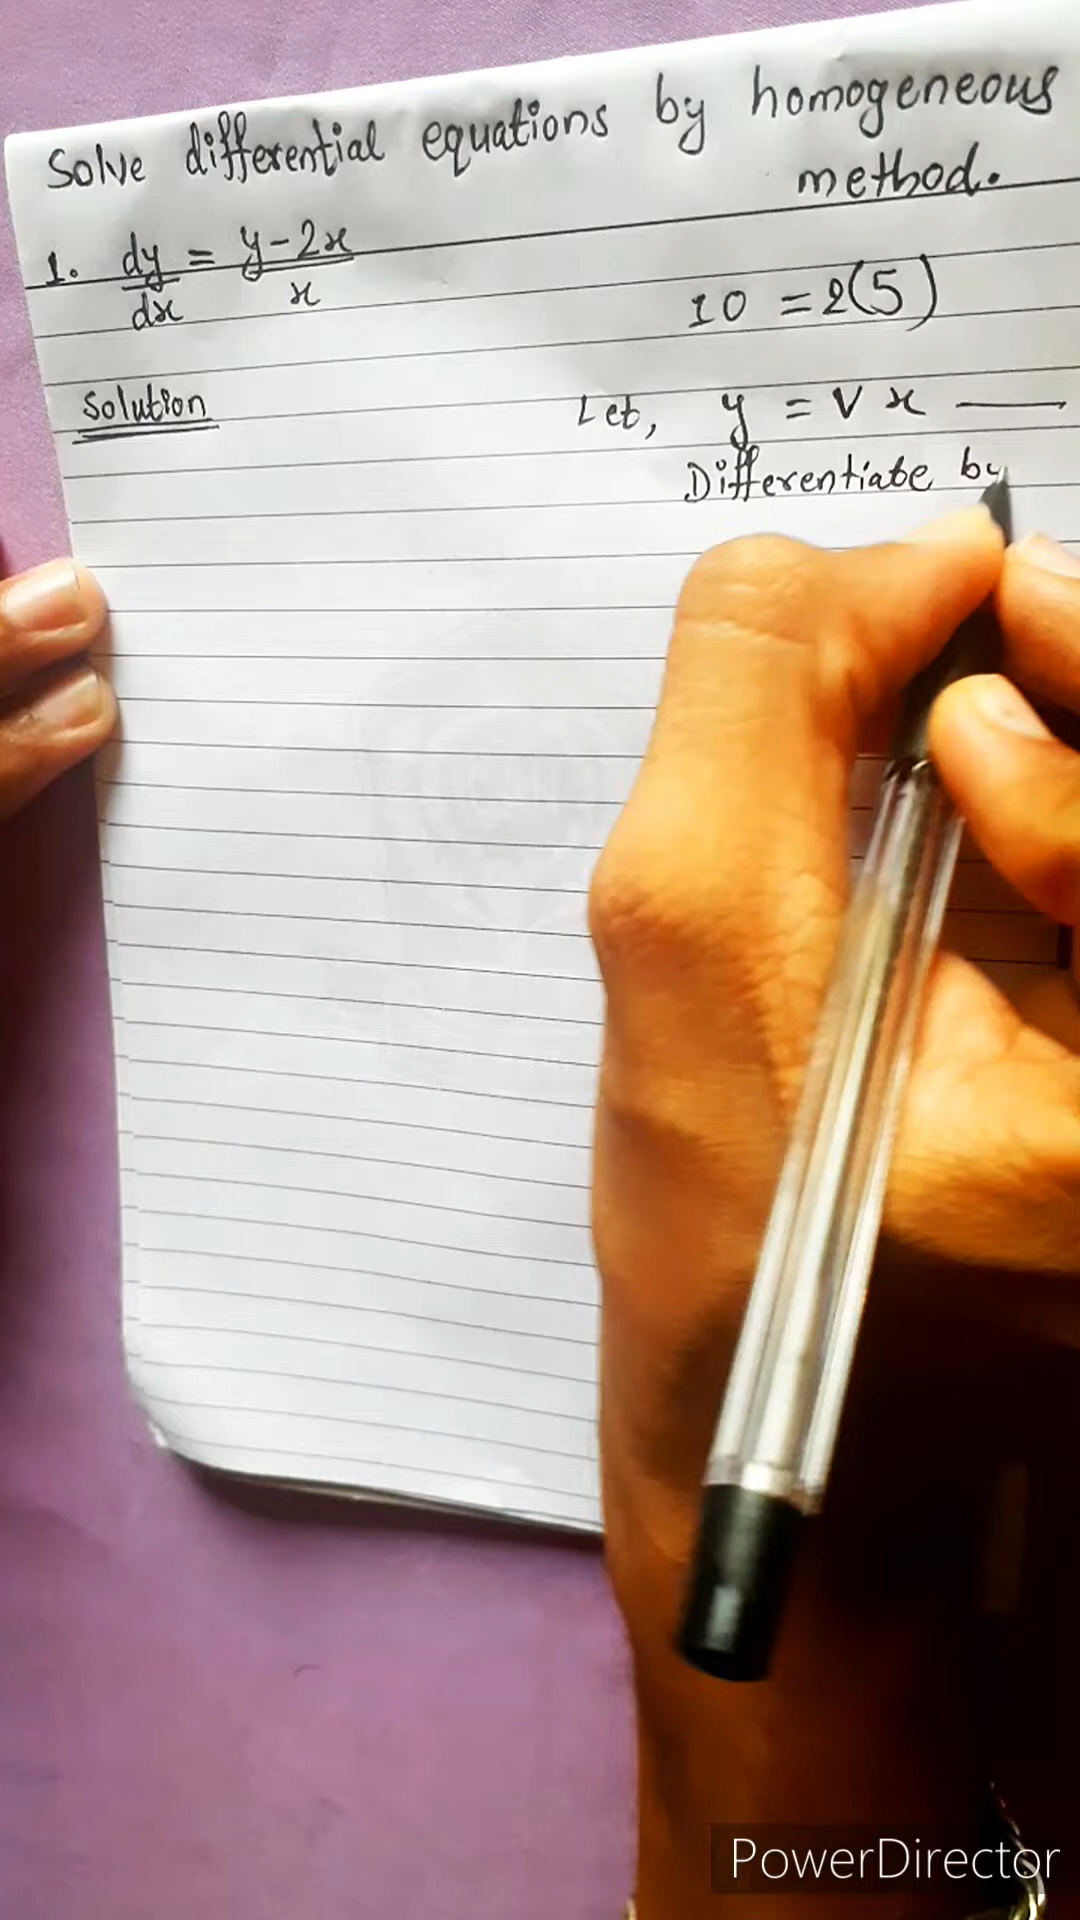 Solve differential equations by homogeneous
method.
1. dy/dx = y-2x/x
10 = 2(5)
Solution
Let, y = vx —
Differentiate by
PowerDirector